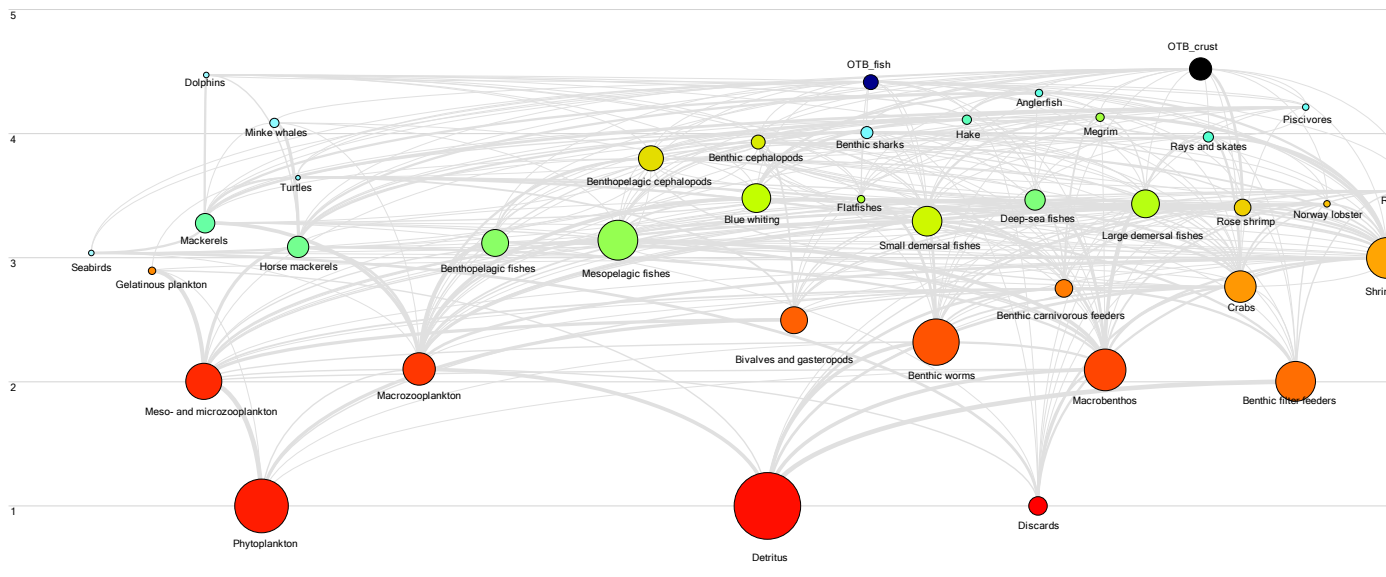 5
OTB_crust
OTB_fish
Dolphins
Anglerfish
Piscivores
Minke whales
Hake
Megrim
4
Benthic sharks
Rays and skates
Benthic cephalopods
Benthopelagic cephalopods
Turtles
R
Flatfishes
Blue whiting
Deep-sea fishes
Norway lobster
Rose shrimp
Mackerels
Large demersal fishes
Small demersal fishes
3
Seabirds
Horse mackerels
Benthopelagic fishes
Mesopelagic fishes
Gelatinous plankton
Shrim
Crabs
Benthic carnivorous feeders
Bivalves and gasteropods
Benthic worms
2
Macrozooplankton
Meso- and microzooplankton
Macrobenthos
Benthic filter feeders
1
Discards
Phytoplankton
Detritus